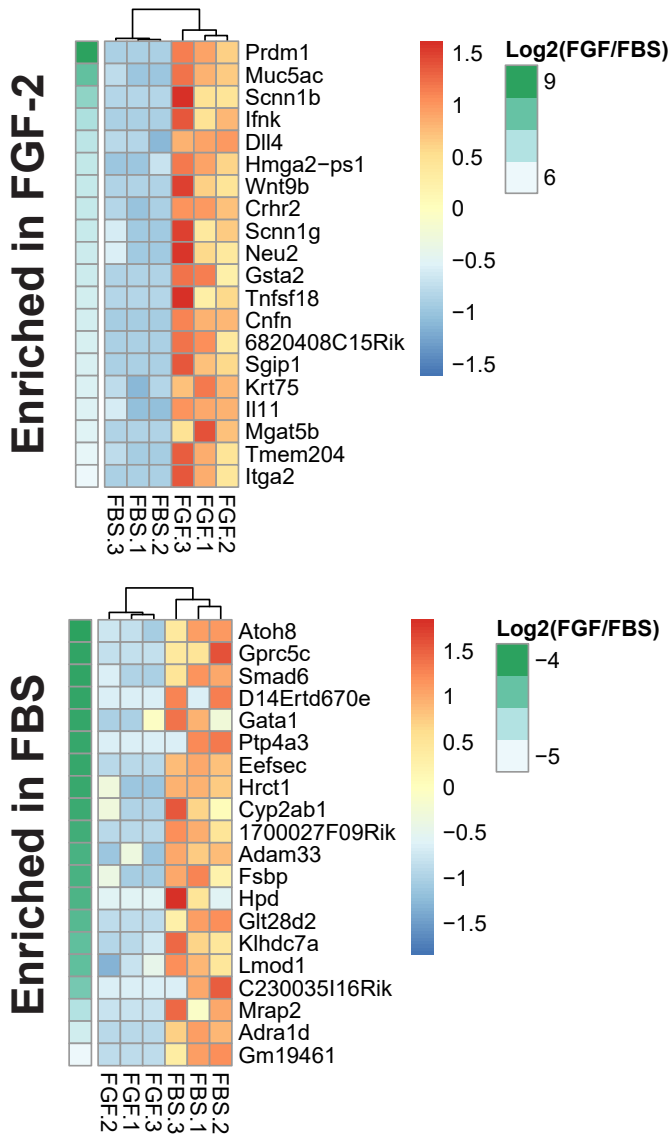 Enriched in FGF-2
Prdm1
Muc5ac
Scnn1b
Ifnk
Dll4
Hmga2−ps1
Wnt9b
Crhr2
Scnn1g
Neu2
Gsta2
Tnfsf18
Cnfn
6820408C15Rik
Sgip1
Krt75
Il11
Mgat5b
Tmem204
Itga2
FBS.3
FBS.1
FBS.2
FGF.3
FGF.1
FGF.2
1.5
1
0.5
0
−0.5
−1
−1.5
Log2(FGF/FBS)
9
6
Enriched in FBS
Atoh8
Gprc5c
Smad6
D14Ertd670e
Gata1
Ptp4a3
Eefsec
Hrct1
Cyp2ab1
1700027F09Rik
Adam33
Fsbp
Hpd
Glt28d2
Klhdc7a
Lmod1
C230035I16Rik
Mrap2
Adra1d
Gm19461
FGF.2
FGF.1
FGF.3
FBS.3
FBS.1
FBS.2
1.5
1
0.5
0
−0.5
−1
−1.5
Log2(FGF/FBS)
−4
−5